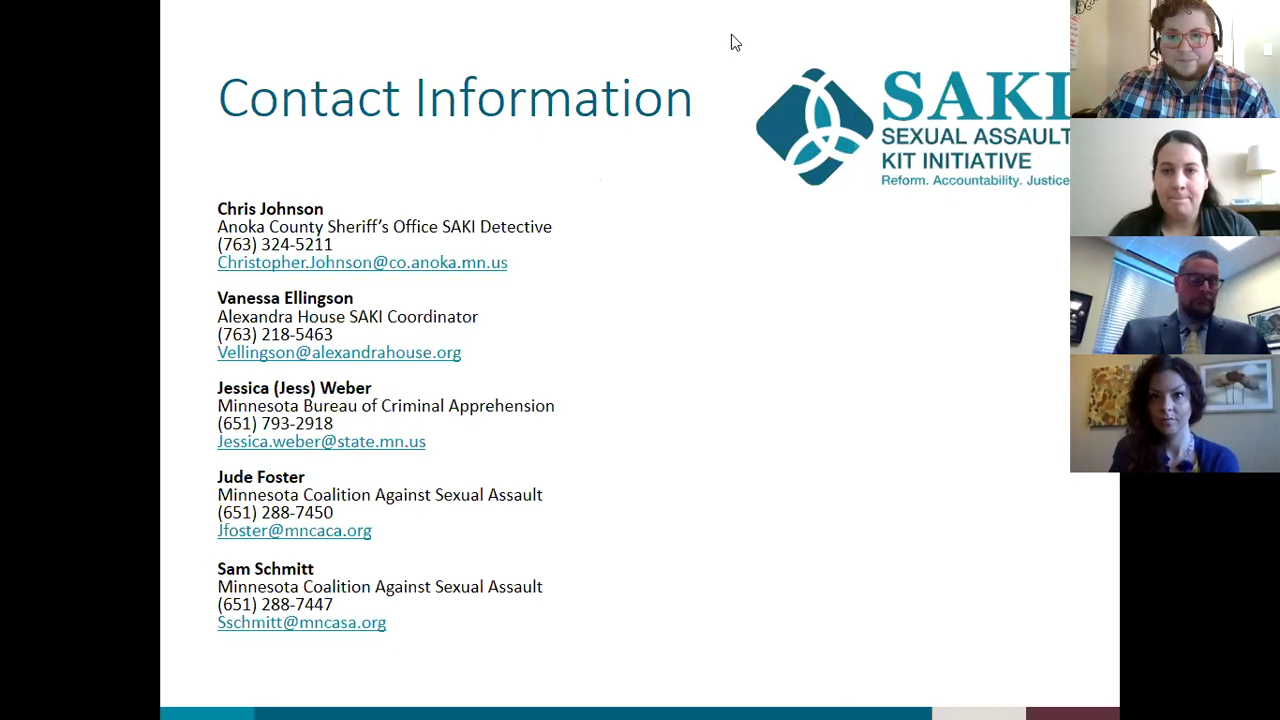 Contact Information
SAKI
SEXUAL ASSAULT
KIT INITIATIVE
Reform. Accountability. Justice
Chris Johnson
Anoka County Sheriff's Office SAKI Detective
(763) 324-5211
Christopher.Johnson@co.anoka.mn.us
Vanessa Ellingson
Alexandra House SAKI Coordinator
(763) 218-5463
Vellingson@alexandrahouse.org
Jessica (Jess) Weber
Minnesota Bureau of Criminal Apprehension
(651) 793-2918
Jessica.weber@state.mn.us
Jude Foster
Minnesota Coalition Against Sexual Assault
(651) 288-7450
Jfoster@mncaca.org
Sam Schmitt
Minnesota Coalition Against Sexual Assault
(651) 288-7447
Sschmitt@mncasa.org